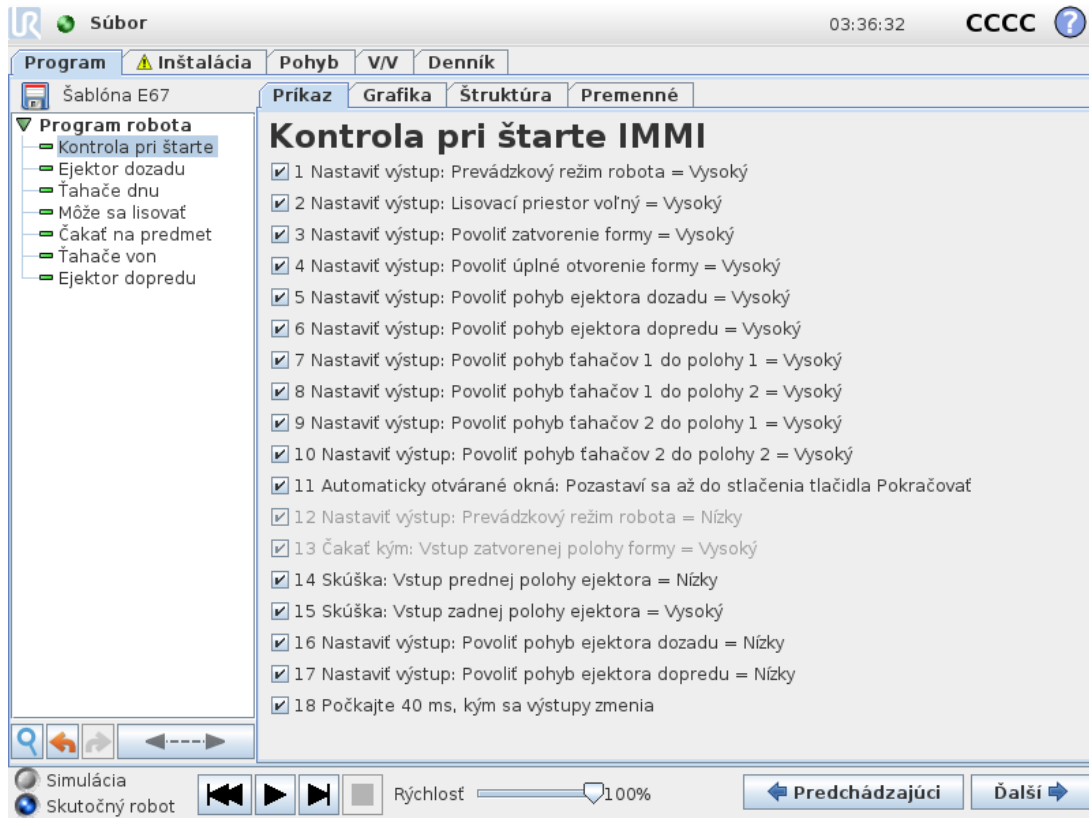 Súbor
03:36:32
CCCC
?
Program
Inštalácia
Pohyb
V/V
Denník
Šablóna E67
Príkaz
Grafika
Štruktúra
Premenné
Program robota
Kontrola pri štarte
Ejektor dozadu
Ťahače dnu
Môže sa lisovať
Čakať na predmet
Ťahače von
Ejektor dopredu
Kontrola pri štarte IMMI
1 Nastaviť výstup: Prevádzkový režim robota = Vysoký
2 Nastaviť výstup: Lisovací priestor voľný = Vysoký
3 Nastaviť výstup: Povoliť zatvorenie formy = Vysoký
4 Nastaviť výstup: Povoliť úplné otvorenie formy = Vysoký
5 Nastaviť výstup: Povoliť pohyb ejektora dozadu = Vysoký
6 Nastaviť výstup: Povoliť pohyb ejektora dopredu = Vysoký
7 Nastaviť výstup: Povoliť pohyb ťahačov 1 do polohy 1 = Vysoký
8 Nastaviť výstup: Povoliť pohyb ťahačov 1 do polohy 2 = Vysoký
9 Nastaviť výstup: Povoliť pohyb ťahačov 2 do polohy 1 = Vysoký
10 Nastaviť výstup: Povoliť pohyb ťahačov 2 do polohy 2 = Vysoký
11 Automaticky otvárané okná: Pozastaví sa až do stlačenia tlačidla Pokračovať
12 Nastaviť výstup: Prevádzkový režim robota = Nízky
13 Čakať kým: Vstup zatvorenej polohy formy = Vysoký
14 Skúška: Vstup prednej polohy ejektora = Nízky
15 Skúška: Vstup zadnej polohy ejektora = Vysoký
16 Nastaviť výstup: Povoliť pohyb ejektora dozadu = Nízky
17 Nastaviť výstup: Povoliť pohyb ejektora dopredu = Nízky
18 Počkajte 40 ms, kým sa výstupy zmenia
Simulácia
Skutočný robot
Rýchlosť
100%
Predchádzajúci
Ďalší